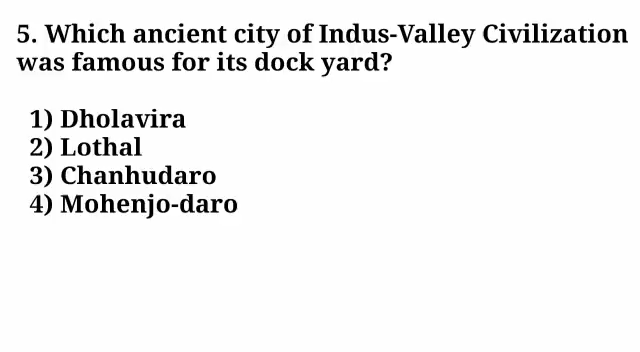 5. Which ancient city of Indus-Valley Civilization
was famous for its dock yard?
1) Dholavira
2) Lothal
3) Chanhudaro
4) Mohenjo-daro